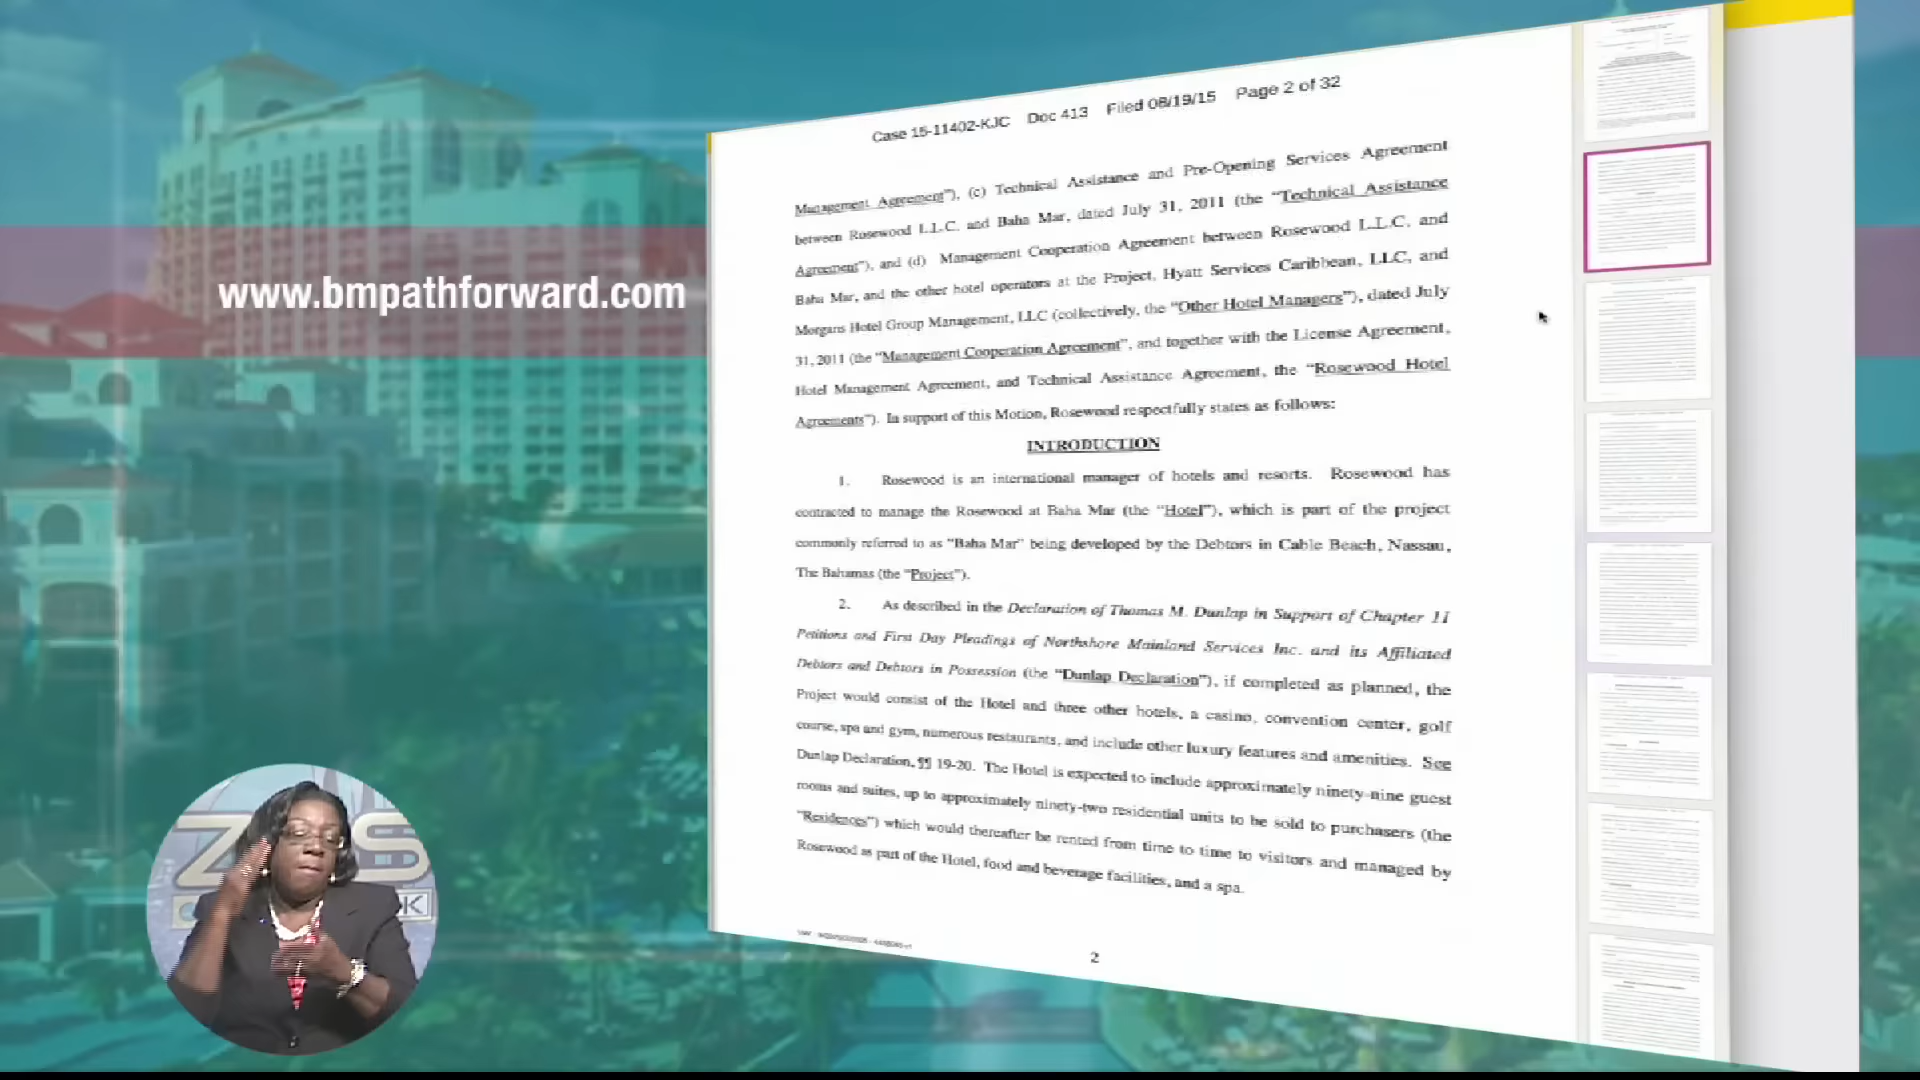 www.bmpathforward.com
Case 15-11402-KJC Doc 413 Filed 08/19/15 Page 2 of 32
Management Agreement”), (c) Technical Assistance and Pre-Opening Services Agreement
between Rosewood L.L.C. and Baha Mar, dated July 31, 2011 (the “Technical Assistance
Agreement”), and (d) Management Cooperation Agreement between Rosewood L.L.C, and
Baha Mar, and the other hotel operators at the Project, Hyatt Services Caribbean, LLC, and
Morgans Hotel Group Management, LLC (collectively, the “Other Hotel Managers”), dated July
31, 2011 (the “Management Cooperation Agreement”, and together with the License Agreement,
Hotel Management Agreement, and Technical Assistance Agreement, the “Rosewood Hotel
Agreements”). In support of this Motion, Rosewood respectfully states as follows:
INTRODUCTION
1. Rosewood is an international manager of hotels and resorts. Rosewood has
contracted to manage the Rosewood at Baha Mar (the “Hotel”), which is part of the project
commonly referred to as “Baha Mar” being developed by the Debtors in Cable Beach, Nassau,
The Bahamas (the “Project”).
2. As described in the Declaration of Thomas M. Dunlap in Support of Chapter 11
Petitions and First Day Pleadings of Northshore Mainland Services Inc. and its Affiliated
Debtors and Debtors in Possession (the “Dunlap Declaration”), if completed as planned, the
Project would consist of the Hotel and three other hotels, a casino, convention center, golf
course, spa and gym, numerous restaurants, and include other luxury features and amenities. See
Dunlap Declaration, ¶¶ 19-20. The Hotel is expected to include approximately ninety-nine guest
rooms and suites, up to approximately ninety-two residential units to be sold to purchasers (the
“Residences”) which would thereafter be rented from time to time to visitors and managed by
Rosewood as part of the Hotel, food and beverage facilities, and a spa.
2